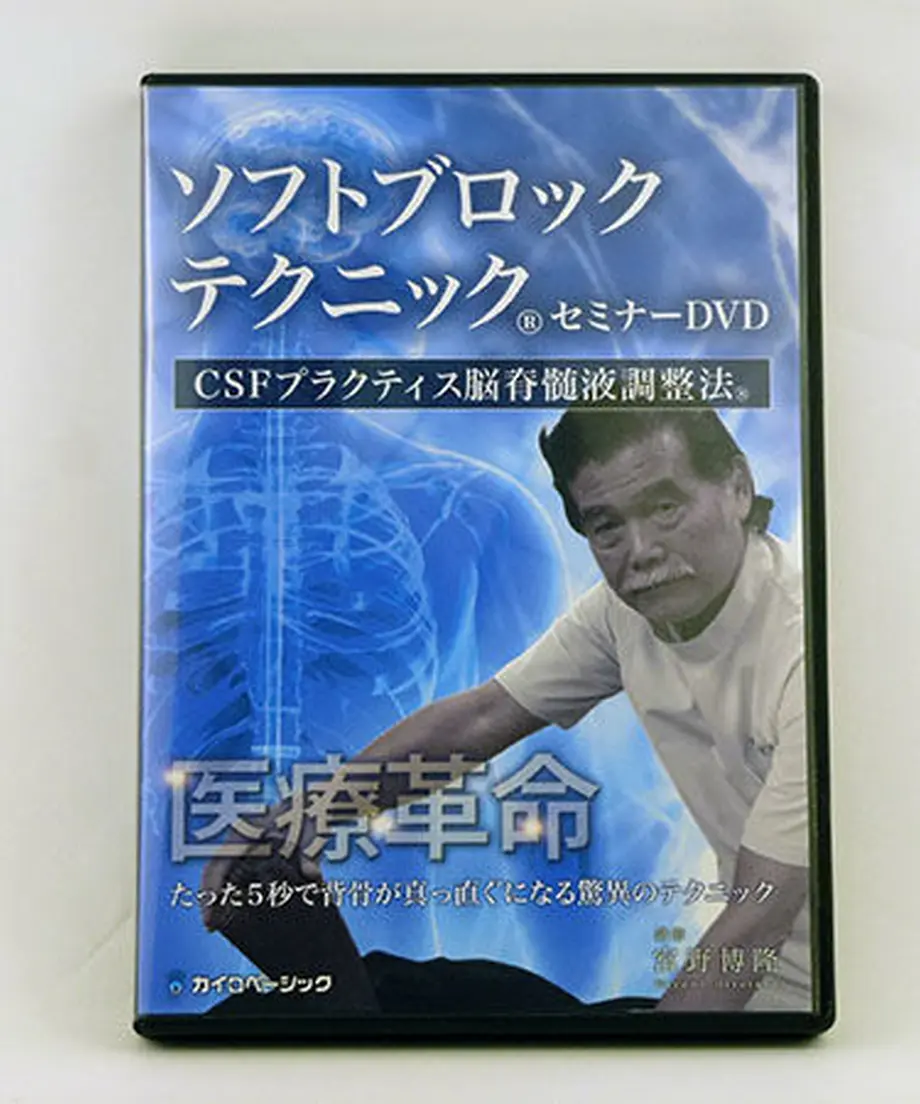 ソフトブロック
テクニック®セミナーDVD
CSFプラクティス脳脊髄液調整法®
医療革命
たった5秒で背骨が真っ直ぐになる驚異のテクニック
野博隆
カイロベーシック